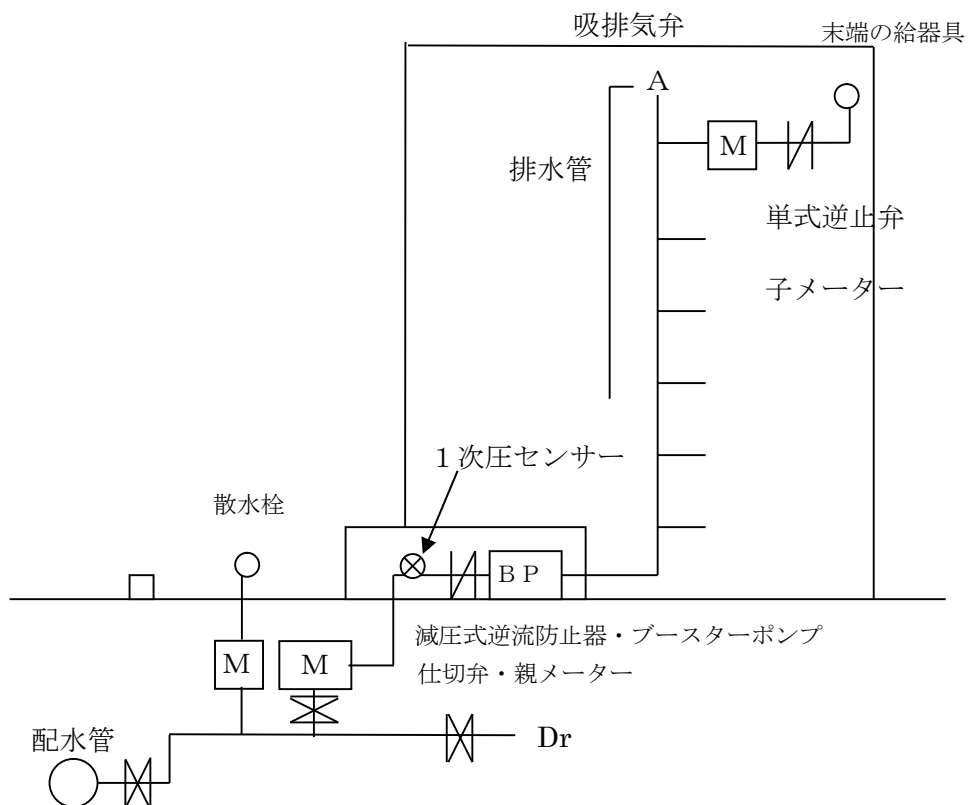 吸排気弁
末端の給器具
A
M
排水管
単式逆止弁
子メーター
1次圧センサー
散水栓
BP
減圧式逆流防止器・ブースターポンプ
M
M
仕切弁・親メーター
配水管
Dr